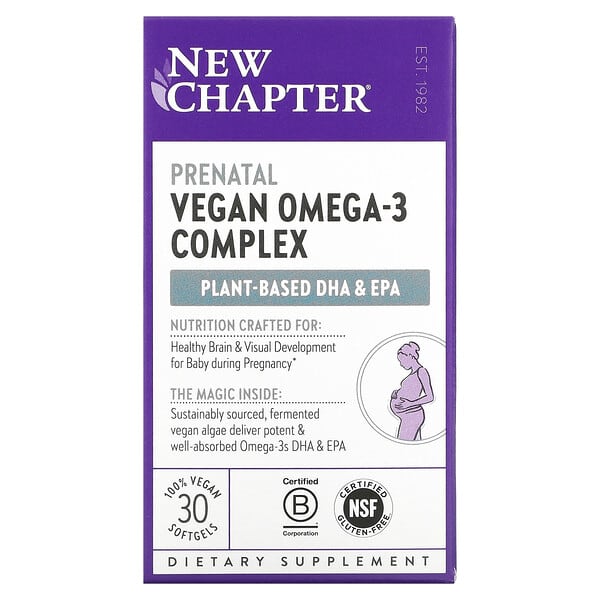 NEW
CHAPTER®
EST. 1982
PRENATAL
VEGAN OMEGA-3
COMPLEX
PLANT-BASED DHA & EPA
NUTRITION CRAFTED FOR:
Healthy Brain & Visual Development
for Baby during Pregnancy*
THE MAGIC INSIDE:
Sustainably sourced, fermented
vegan algae deliver potent &
well-absorbed Omega-3s DHA & EPA
100% VEGAN
30
SOFTGELS
Certified
B
Corporation
CERTIFIED
NSF
GLUTEN-FREE
DIETARY SUPPLEMENT